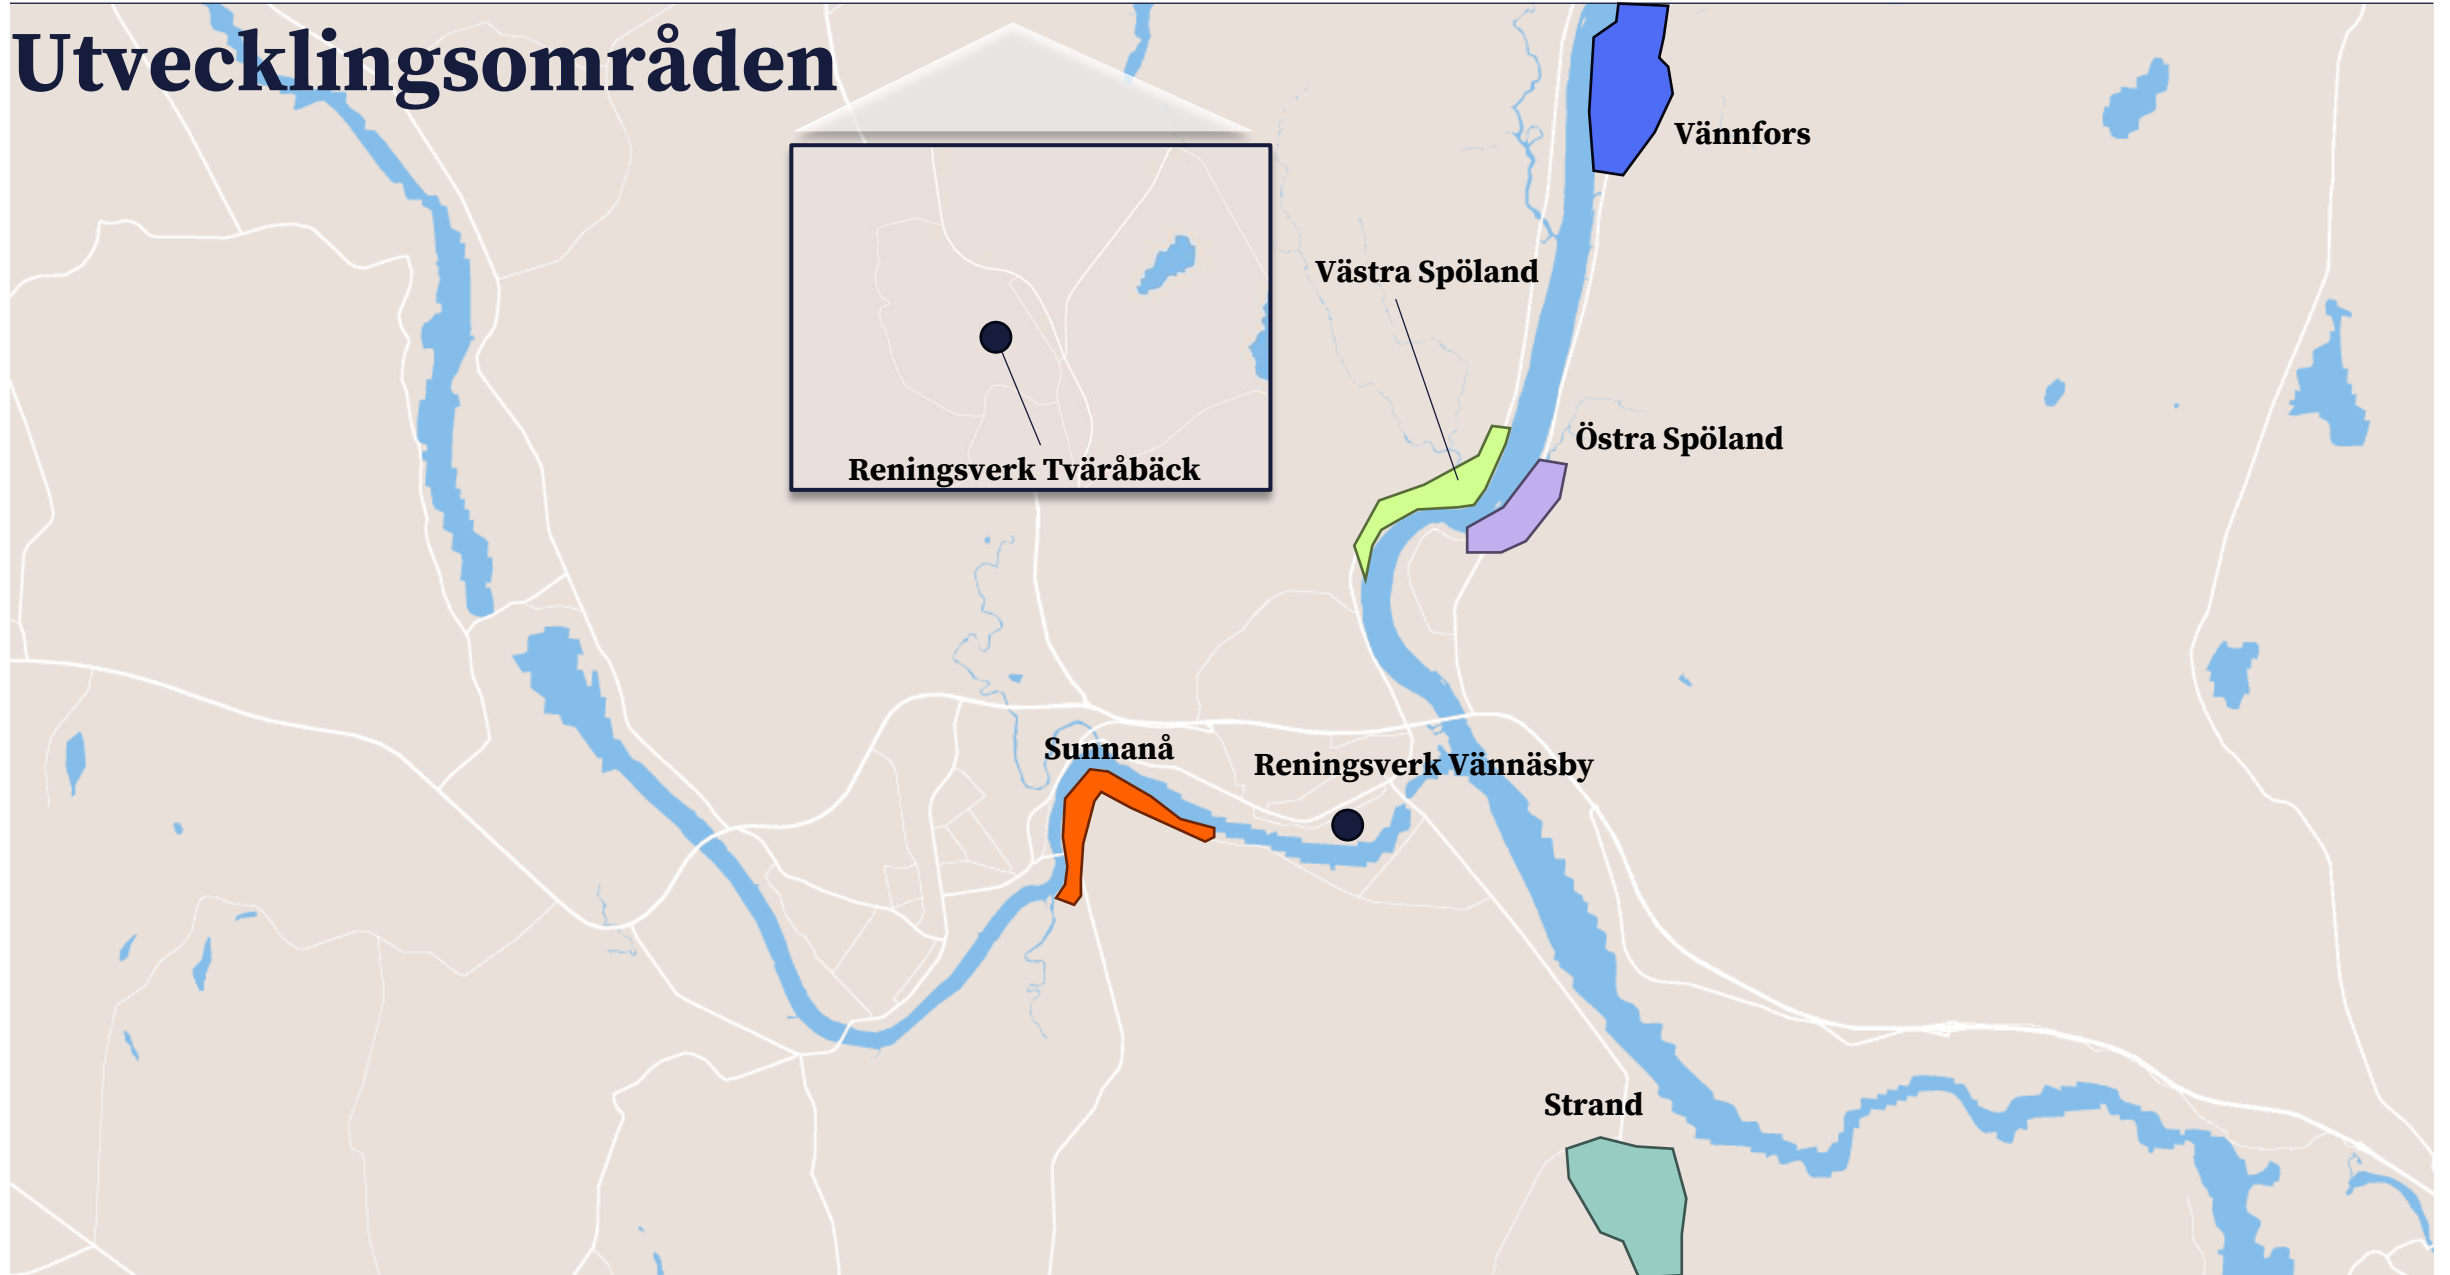 Utvecklingsområden
Vännfors
Västra Spöland
Östra Spöland
Reningsverk Tväråbäck
Sunnanå
Reningsverk Vännäsby
Strand